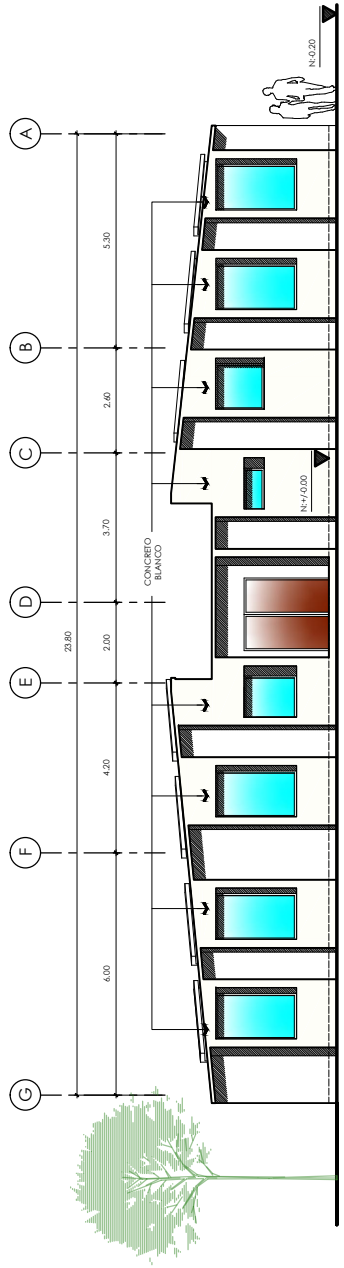 G
F
E
D
C
B
A
23.80
6.00
4.20
2.00
3.70
2.60
5.30
CONCRETO
BLANCO
N:+/-0.00
N:-0.20